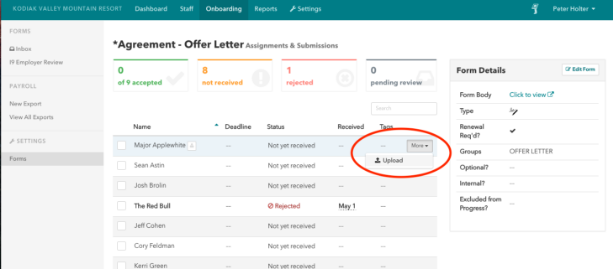 KODIAK VALLEY MOUNTAIN RESORT Dashboard Staff Onboarding Reports Settings Peter Holter
FORMS
Inbox
Employer Review
PAYROLL
New Export
View All Exports
SETTINGS
Forms
*Agreement - Offer Letter Assignments & Submissions
0 8 1 0
of 9 accepted not received rejected pending review
Search
Name Deadline Status Received Tags
Major Applewhite — Not yet received — — More
Upload
Sean Astin — Not yet received —
Josh Brolin — Not yet received — —
The Red Bull — Rejected May 1 —
Jeff Cohen — Not yet received — —
Cory Feldman — Not yet received — —
Kerri Green — Not yet received — —
Form Details Edit Form
Form Body Click to view
Type
Renewal
Req'd?
Groups OFFER LETTER
Optional? —
Internal? —
Excluded from
Progress? —